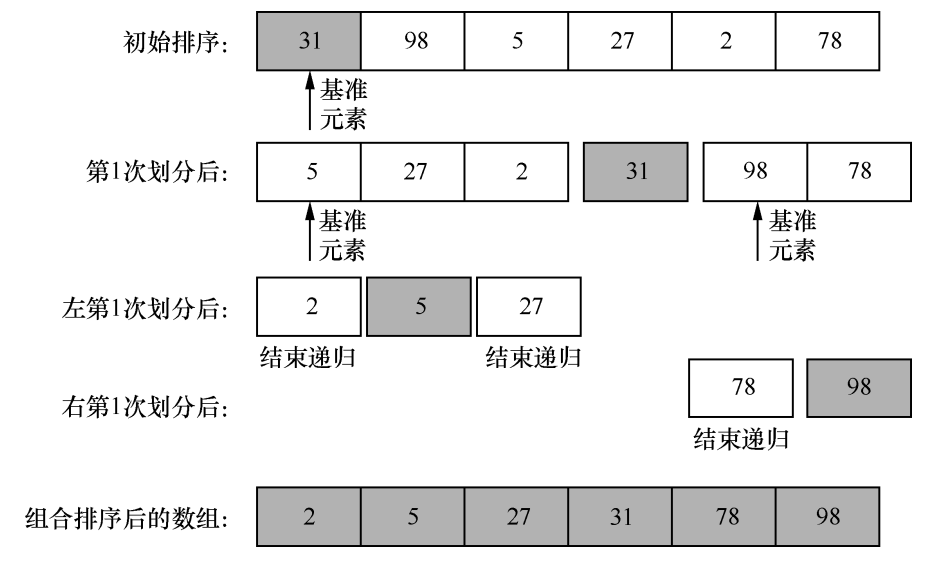 初始排序: 31 98 5 27 2 78
基准 元素
第1次划分后: 5 27 2 31 98 78
基准 元素 基准 元素
左第1次划分后: 2 5 27
结束递归 结束递归
右第1次划分后: 78 98
结束递归
组合排序后的数组: 2 5 27 31 78 98